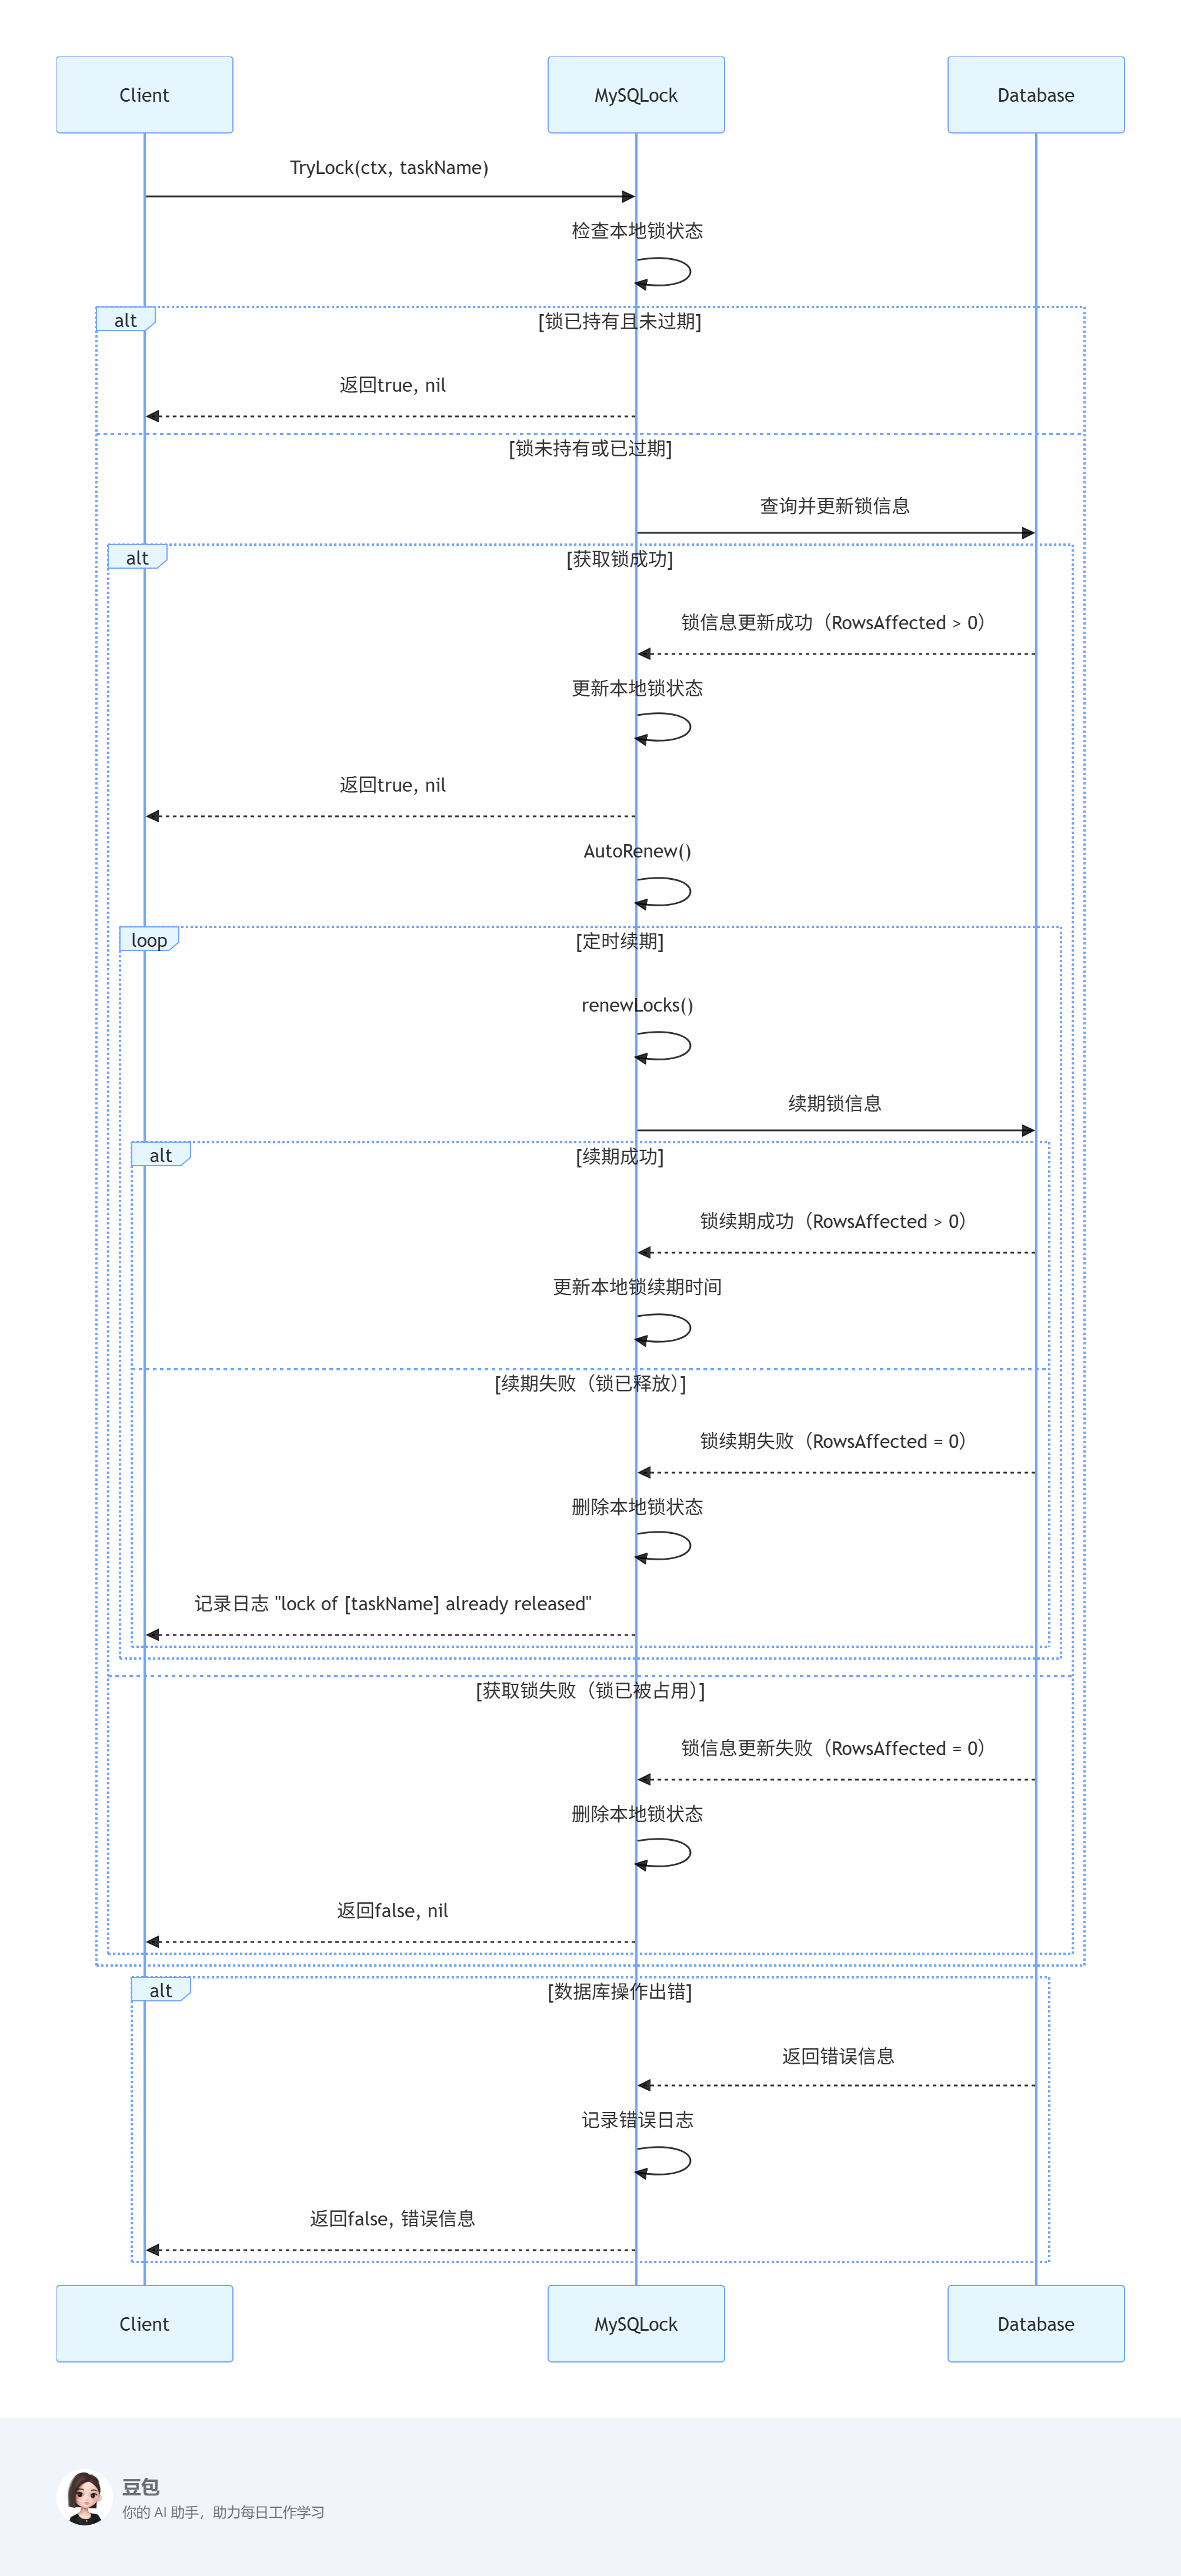 Client MySQLock Database
TryLock(ctx, taskName)
检查本地锁状态
alt [锁已持有且未过期]
返回true, nil
[锁未持有或已过期]
查询并更新锁信息
alt [获取锁成功]
锁信息更新成功（RowsAffected > 0）
更新本地锁状态
返回true, nil
AutoRenew()
loop [定时续期]
renewLocks()
续期锁信息
alt [续期成功]
锁续期成功（RowsAffected > 0）
更新本地锁续期时间
[续期失败（锁已释放）]
锁续期失败（RowsAffected = 0）
删除本地锁状态
记录日志 "lock of [taskName] already released"
[获取锁失败（锁已被占用）]
锁信息更新失败（RowsAffected = 0）
删除本地锁状态
返回false, nil
alt [数据库操作出错]
返回错误信息
记录错误日志
返回false, 错误信息
Client MySQLock Database
豆包
你的 AI 助手，助力每日工作学习